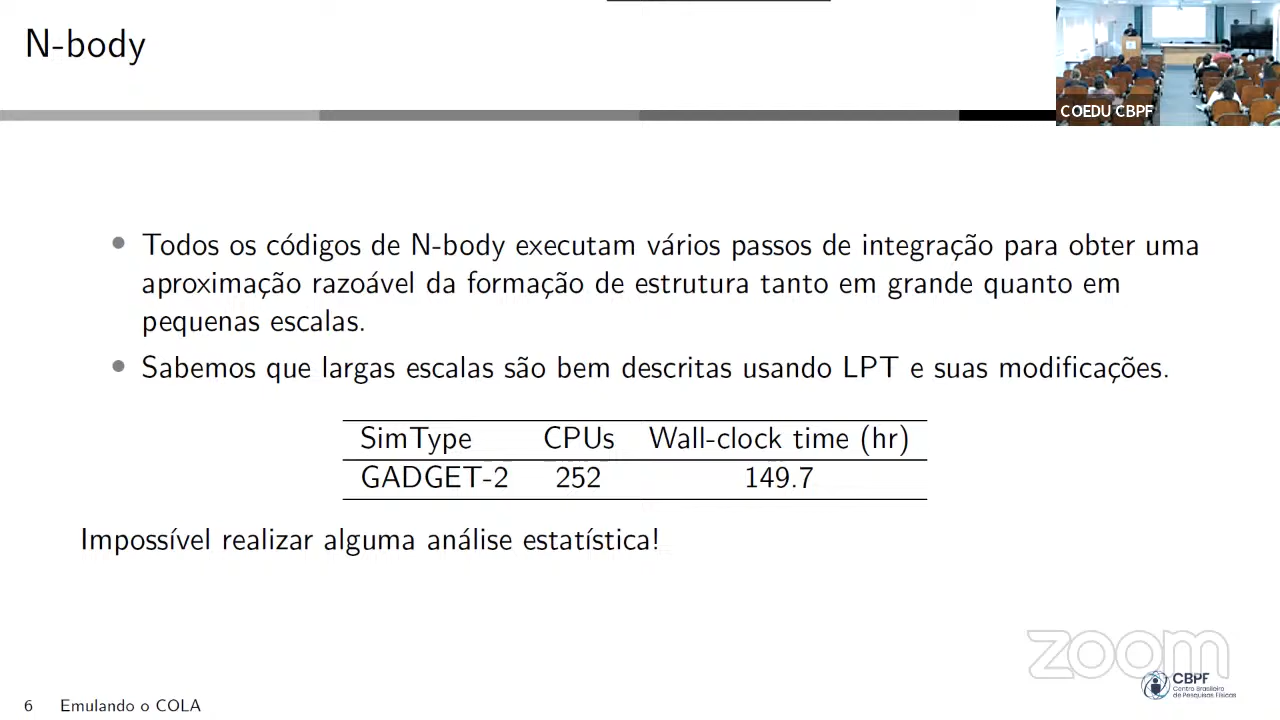 N-body
COEDU CBPF
• Todos os códigos de N-body executam vários passos de integração para obter uma
aproximação razoável da formação de estrutura tanto em grande quanto em
pequenas escalas.
• Sabemos que largas escalas são bem descritas usando LPT e suas modificações.
SimType CPUs Wall-clock time (hr)
GADGET-2 252 149.7
Impossível realizar alguma análise estatística!
zoom
CBPF
Centro Brasileiro
de Pesquisas Físicas
6 Emulando o COLA